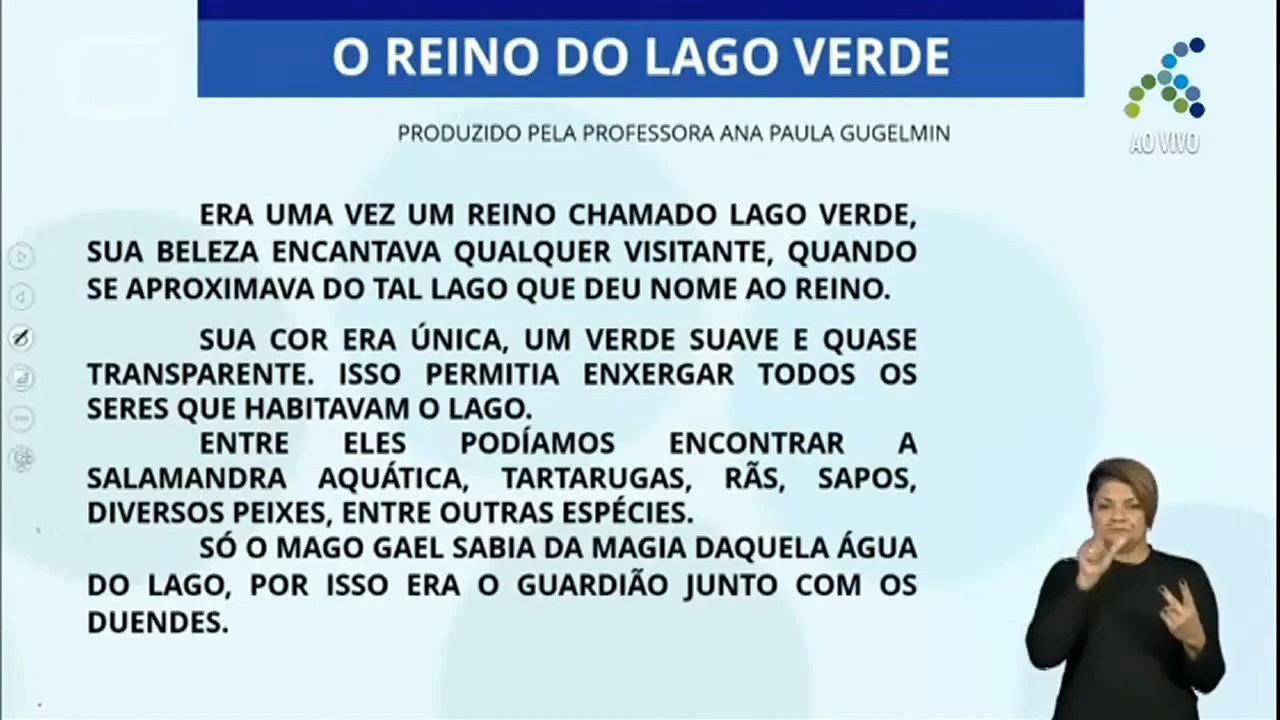 O REINO DO LAGO VERDE
PRODUZIDO PELA PROFESSORA ANA PAULA GUGELMIN
AO VIVO
ERA UMA VEZ UM REINO CHAMADO LAGO VERDE,
SUA BELEZA ENCANTAVA QUALQUER VISITANTE, QUANDO
SE APROXIMAVA DO TAL LAGO QUE DEU NOME AO REINO.
SUA COR ERA ÚNICA, UM VERDE SUAVE E QUASE
TRANSPARENTE. ISSO PERMITIA ENXERGAR TODOS OS
SERES QUE HABITAVAM O LAGO.
ENTRE ELES PODÍAMOS ENCONTRAR A
SALAMANDRA AQUÁTICA, TARTARUGAS, RÃS, SAPOS,
DIVERSOS PEIXES, ENTRE OUTRAS ESPÉCIES.
SÓ O MAGO GAEL SABIA DA MAGIA DAQUELA ÁGUA
DO LAGO, POR ISSO ERA O GUARDIÃO JUNTO COM OS
DUENDES.